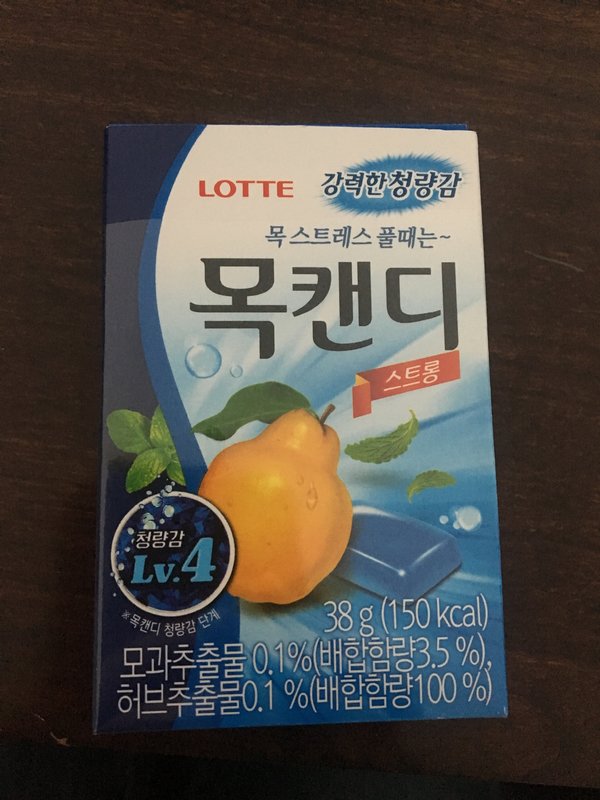 LOTTE
강력한 청량감
목 스트레스 풀때는~
목캔디
스트롱
청량감
Lv.4
※목캔디 청량감 단계
38 g (150 kcal)
모과추출물 0.1%(배합함량3.5 %),
허브추출물0.1 %(배합함량100 %)